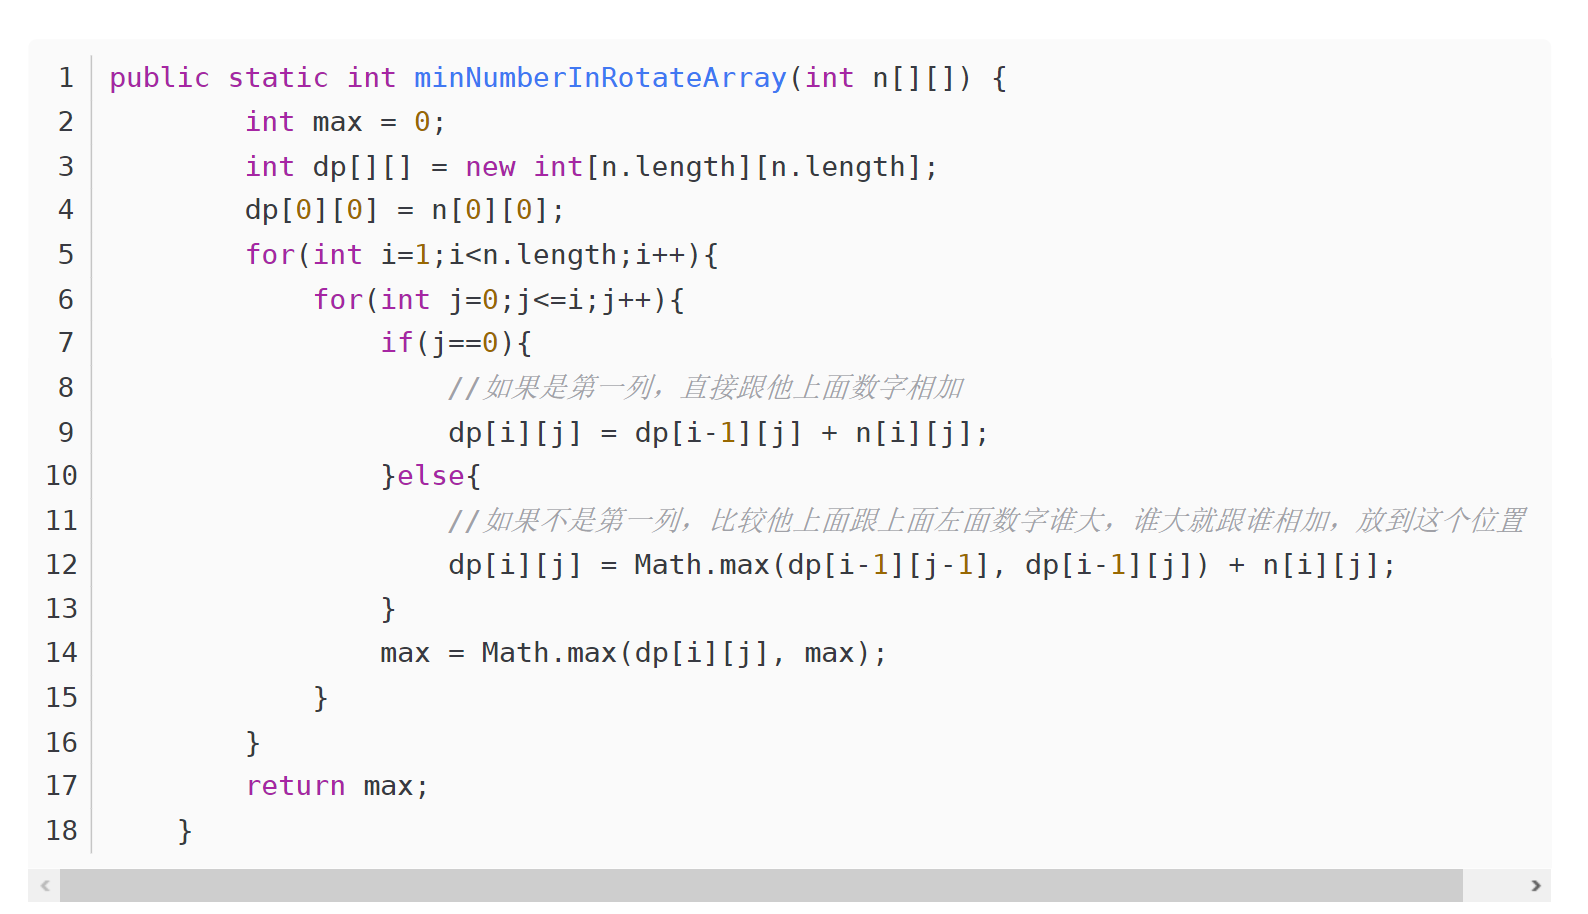 1 public static int minNumberInRotateArray(int n[][]) {
2         int max = 0;
3         int dp[][] = new int[n.length][n.length];
4         dp[0][0] = n[0][0];
5         for(int i=1;i<n.length;i++){
6             for(int j=0;j<=i;j++){
7                 if(j==0){
8                     //如果是第一列，直接跟他上面数字相加
9                     dp[i][j] = dp[i-1][j] + n[i][j];
10                 }else{
11                     //如果不是第一列，比较他上面跟上面左面数字谁大，谁大就跟谁相加，放到这个位置
12                     dp[i][j] = Math.max(dp[i-1][j-1], dp[i-1][j]) + n[i][j];
13                 }
14                 max = Math.max(dp[i][j], max);
15             }
16         }
17         return max;
18     }